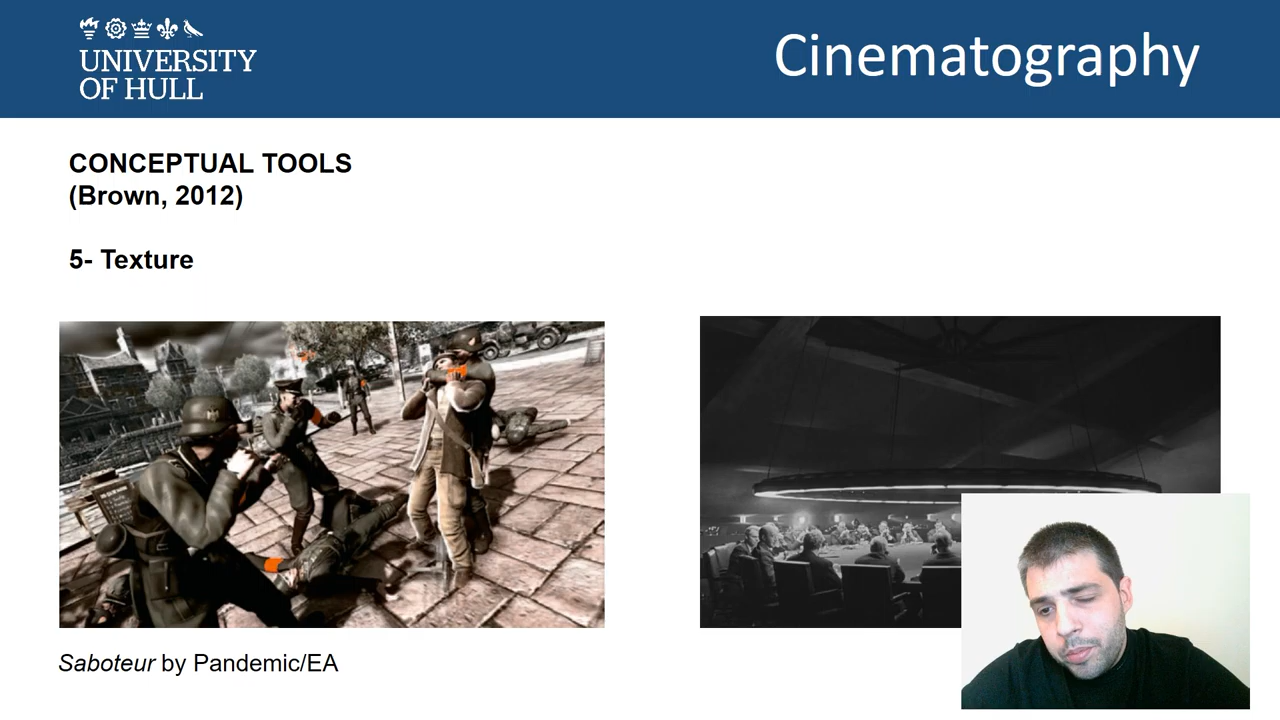 UNIVERSITY
OF HULL
Cinematography
CONCEPTUAL TOOLS
(Brown, 2012)
5- Texture
Saboteur by Pandemic/EA